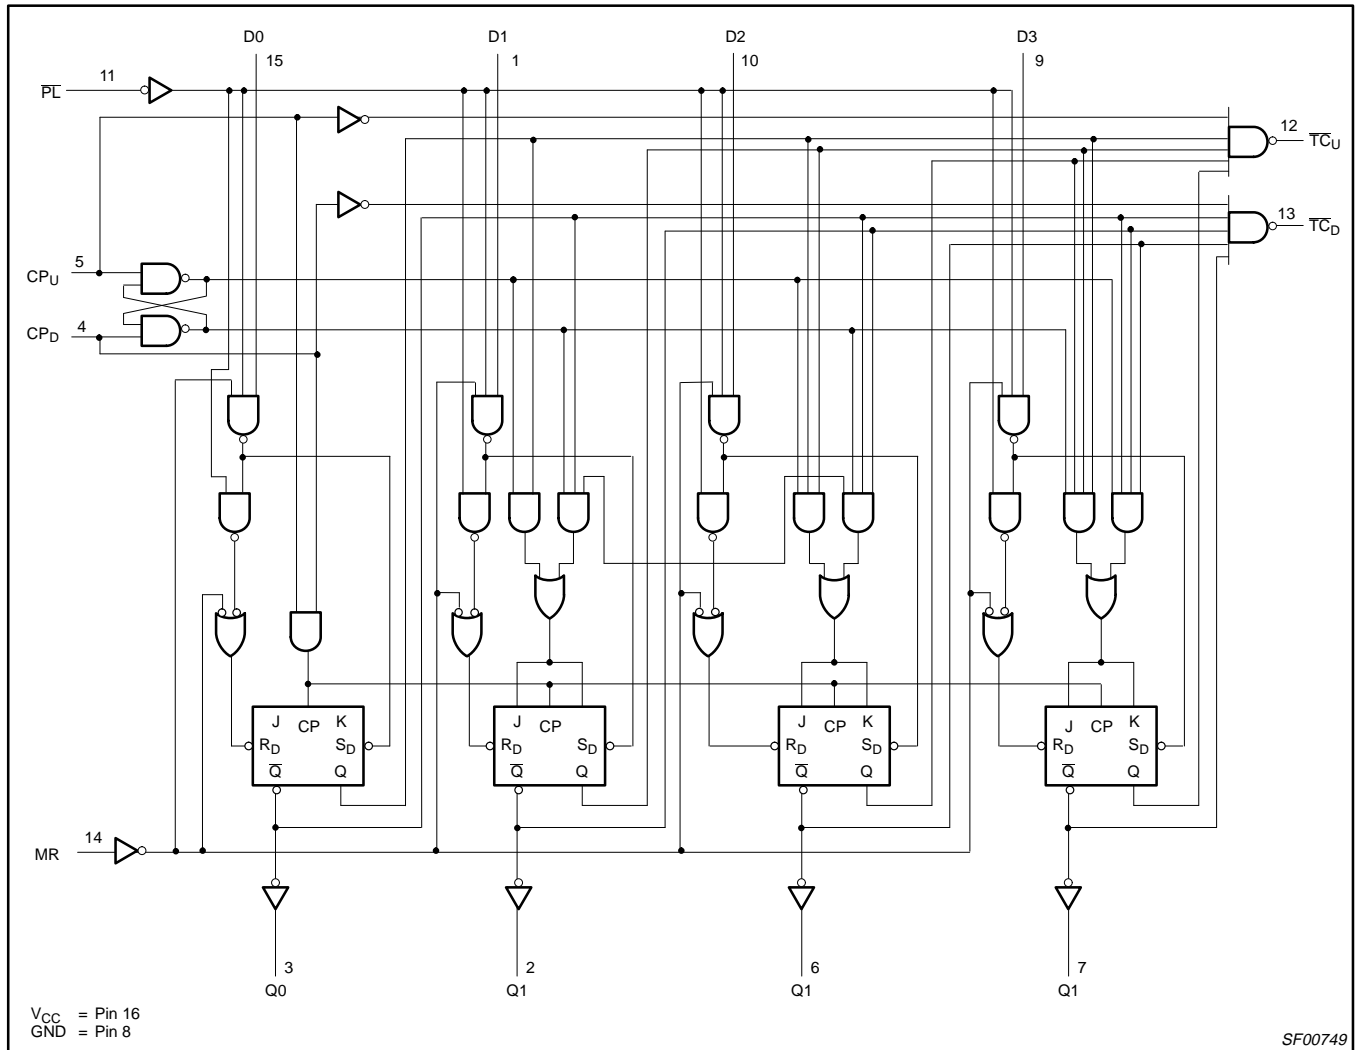 D0 D1 D2 D3
15 1 10 9
11
PL
12
TCU
13
TCD
5
CPU
4
CPD
J CP K
RD SD
Q Q
J CP K
RD SD
Q Q
J CP K
RD SD
Q Q
J CP K
RD SD
Q Q
14
MR
3 2 6 7
Q0 Q1 Q1 Q1
VCC = Pin 16
GND = Pin 8
SF00749